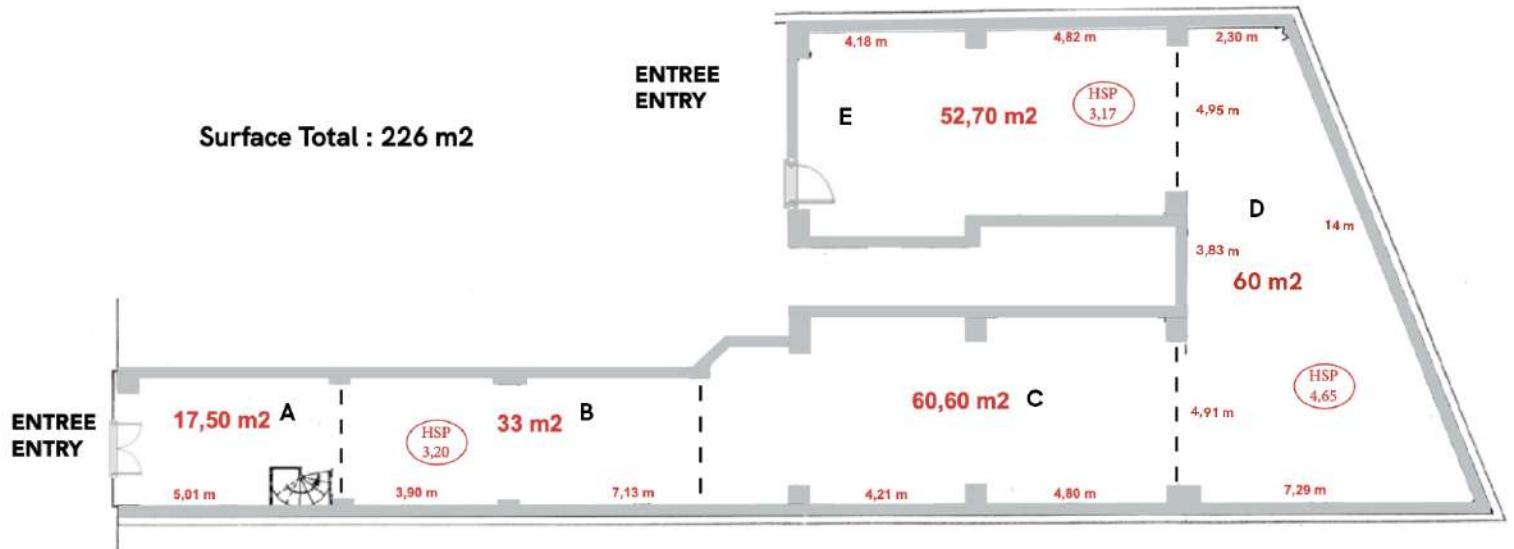 4,18 m
4,82 m
2,30 m
ENTREE
ENTRY
HSP
3,17
4,95 m
E
52,70 m2
Surface Total : 226 m2
D
14 m
3,83 m
60 m2
HSP
4,65
ENTREE
ENTRY
17,50 m2
A
HSP
3,20
33 m2
B
60,60 m2
C
4,91 m
5,01 m
3,90 m
7,13 m
4,21 m
4,80 m
7,29 m